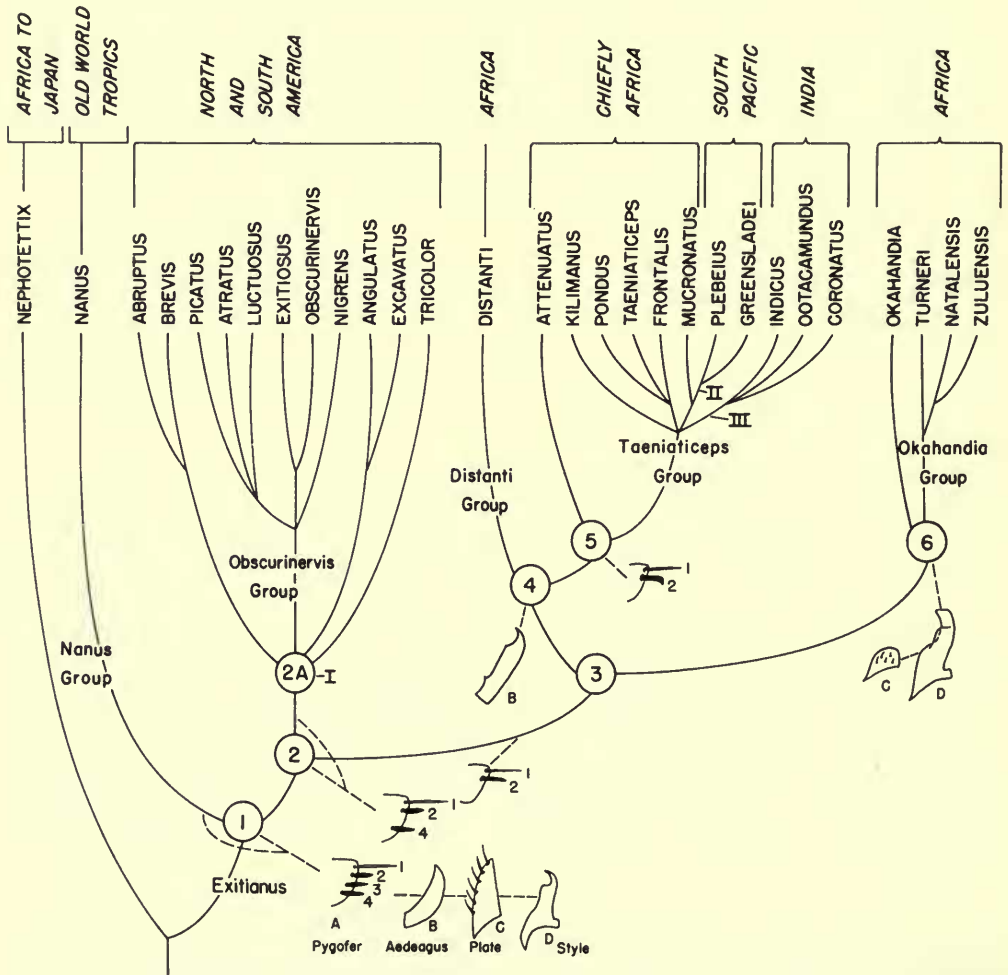 AFRICA TO
JAPAN
OLD WORLD
TROPICS
NORTH
AND
SOUTH
AMERICA
AFRICA
CHIEFLY
AFRICA
SOUTH
PACIFIC
INDIA
AFRICA
NEPHOTETTIX
NANUS
ABRUPTUS
BREVIS
PICATUS
ATRATUS
LUCTUOSUS
EXITIOSUS
OBSCURINERVIS
NIGRENS
ANGULATUS
EXCAVATUS
TRICOLOR
DISTANTI
ATTENUATUS
KILIMANUS
PONDUS
TAENIATICEPS
FRONTALIS
MUCRONATUS
PLEBEIUS
GREENSLADEI
INDICUS
OOTACAMUNDUS
CORONATUS
OKAHANDIA
TURNERI
NATALENSIS
ZULUENSIS
II
III
Taeniaticeps
Group
Okahandia
Group
Distanti
Group
5
6
1
2
Obscurinervis
Group
4
Nanus
Group
2A
I
B
3
C
D
2
1
2
1
2
4
1
Exitianus
1
2
3
4
A
B
C
D
Pygofer
Aedeagus
Plate
Style